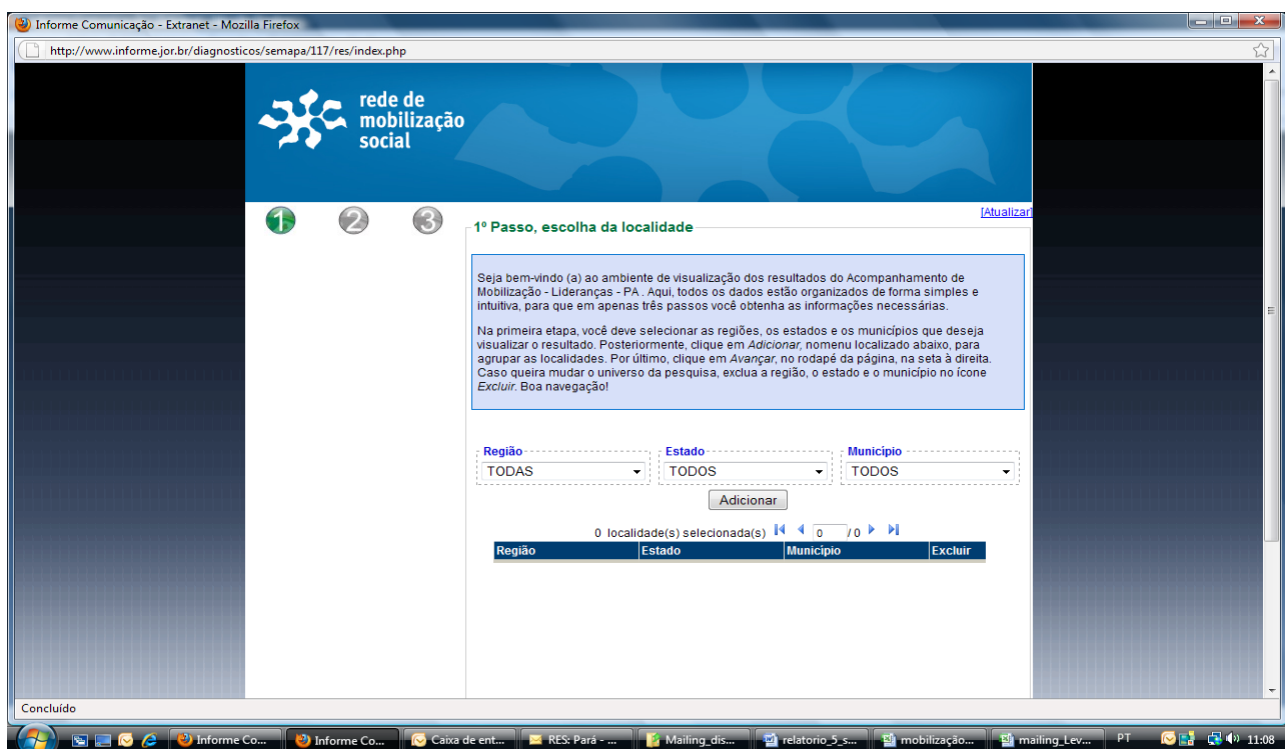 Informe Comunicação - Extranet - Mozilla Firefox
http://www.informe.jor.br/diagnosticos/semapa/117/res/index.php
rede de
mobilização
social
1 2 3
[Atualizar]
1º Passo, escolha da localidade
Seja bem-vindo (a) ao ambiente de visualização dos resultados do Acompanhamento de
Mobilização - Lideranças - PA . Aqui, todos os dados estão organizados de forma simples e
intuitiva, para que em apenas três passos você obtenha as informações necessárias.
Na primeira etapa, você deve selecionar as regiões, os estados e os municípios que deseja
visualizar o resultado. Posteriormente, clique em Adicionar, nomenu localizado abaixo, para
agrupar as localidades. Por último, clique em Avançar, no rodapé da página, na seta à direita.
Caso queira mudar o universo da pesquisa, exclua a região, o estado e o município no ícone
Excluir. Boa navegação!
Região Estado Município
TODAS TODOS TODOS
Adicionar
0 localidade(s) selecionada(s) 0 / 0
Região Estado Município Excluir
Concluído
Informe Co... Informe Co... Caixa de ent... RES: Pará - ... Mailing_dis... relatorio_5_s... mobilização... mailing_Lev... PT 11:08